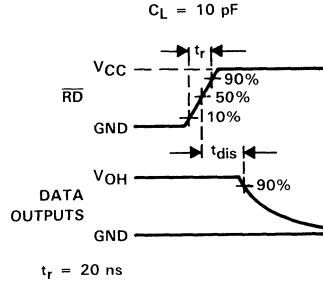 C_L = 10 pF
t_r
V_CC
90%
RD
50%
10%
GND
t_dis
V_OH
90%
DATA
OUTPUTS
GND
t_r = 20 ns